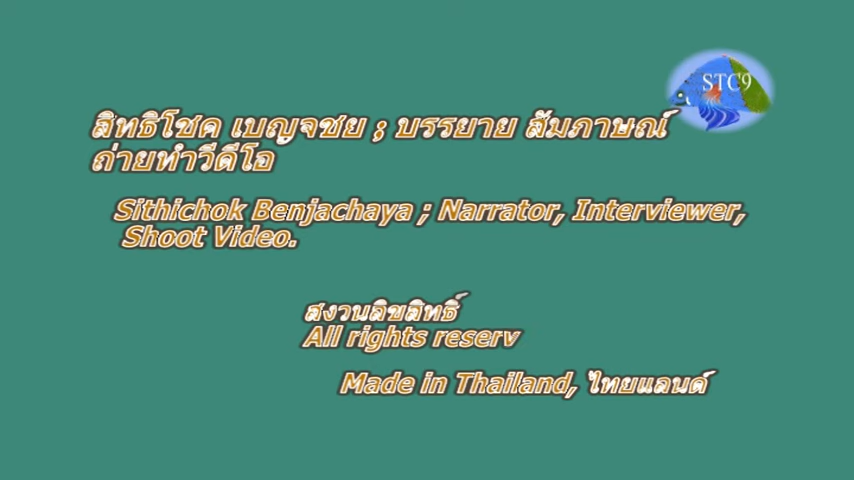 STC9
สิทธิโชค เบญจชย ; บรรยาย สัมภาษณ์
ถ่ายทำวีดีโอ
Sithichok Benjachaya ; Narrator, Interviewer,
Shoot Video.
สงวนลิขสิทธิ์
All rights reserv
Made in Thailand, ไทยแลนด์